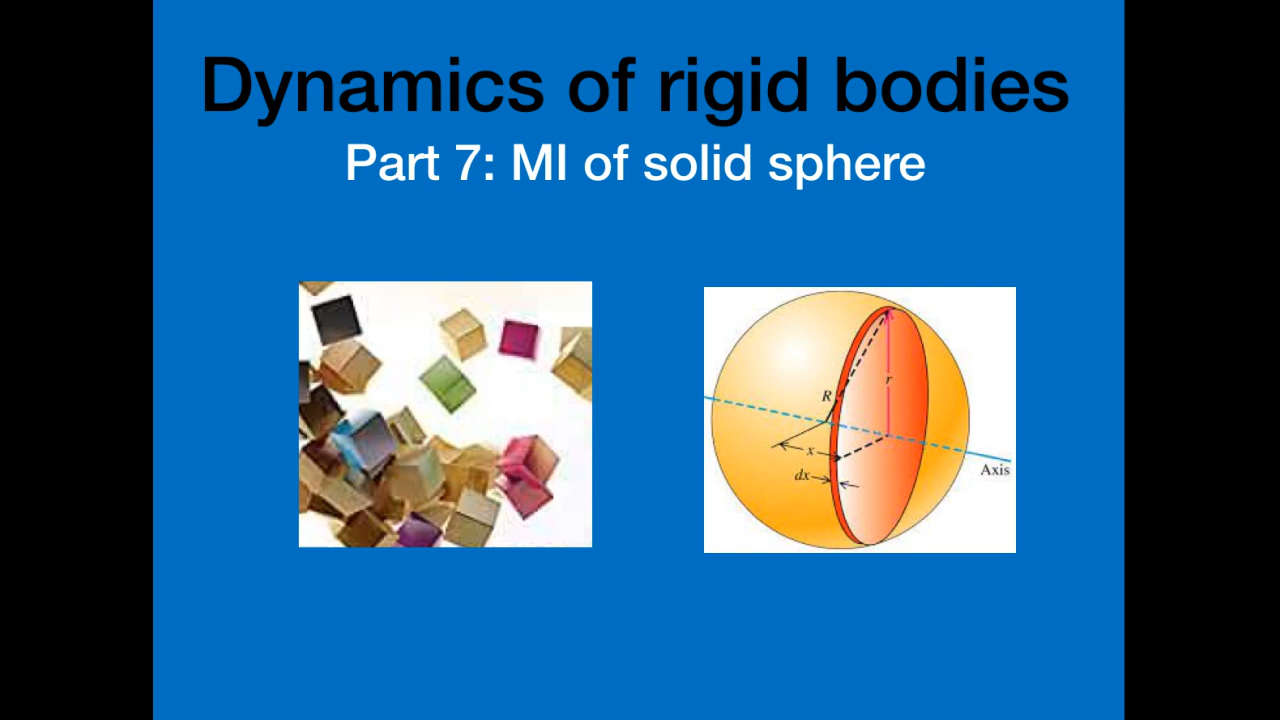 Dynamics of rigid bodies
Part 7: MI of solid sphere
r
R
x
dx
Axis